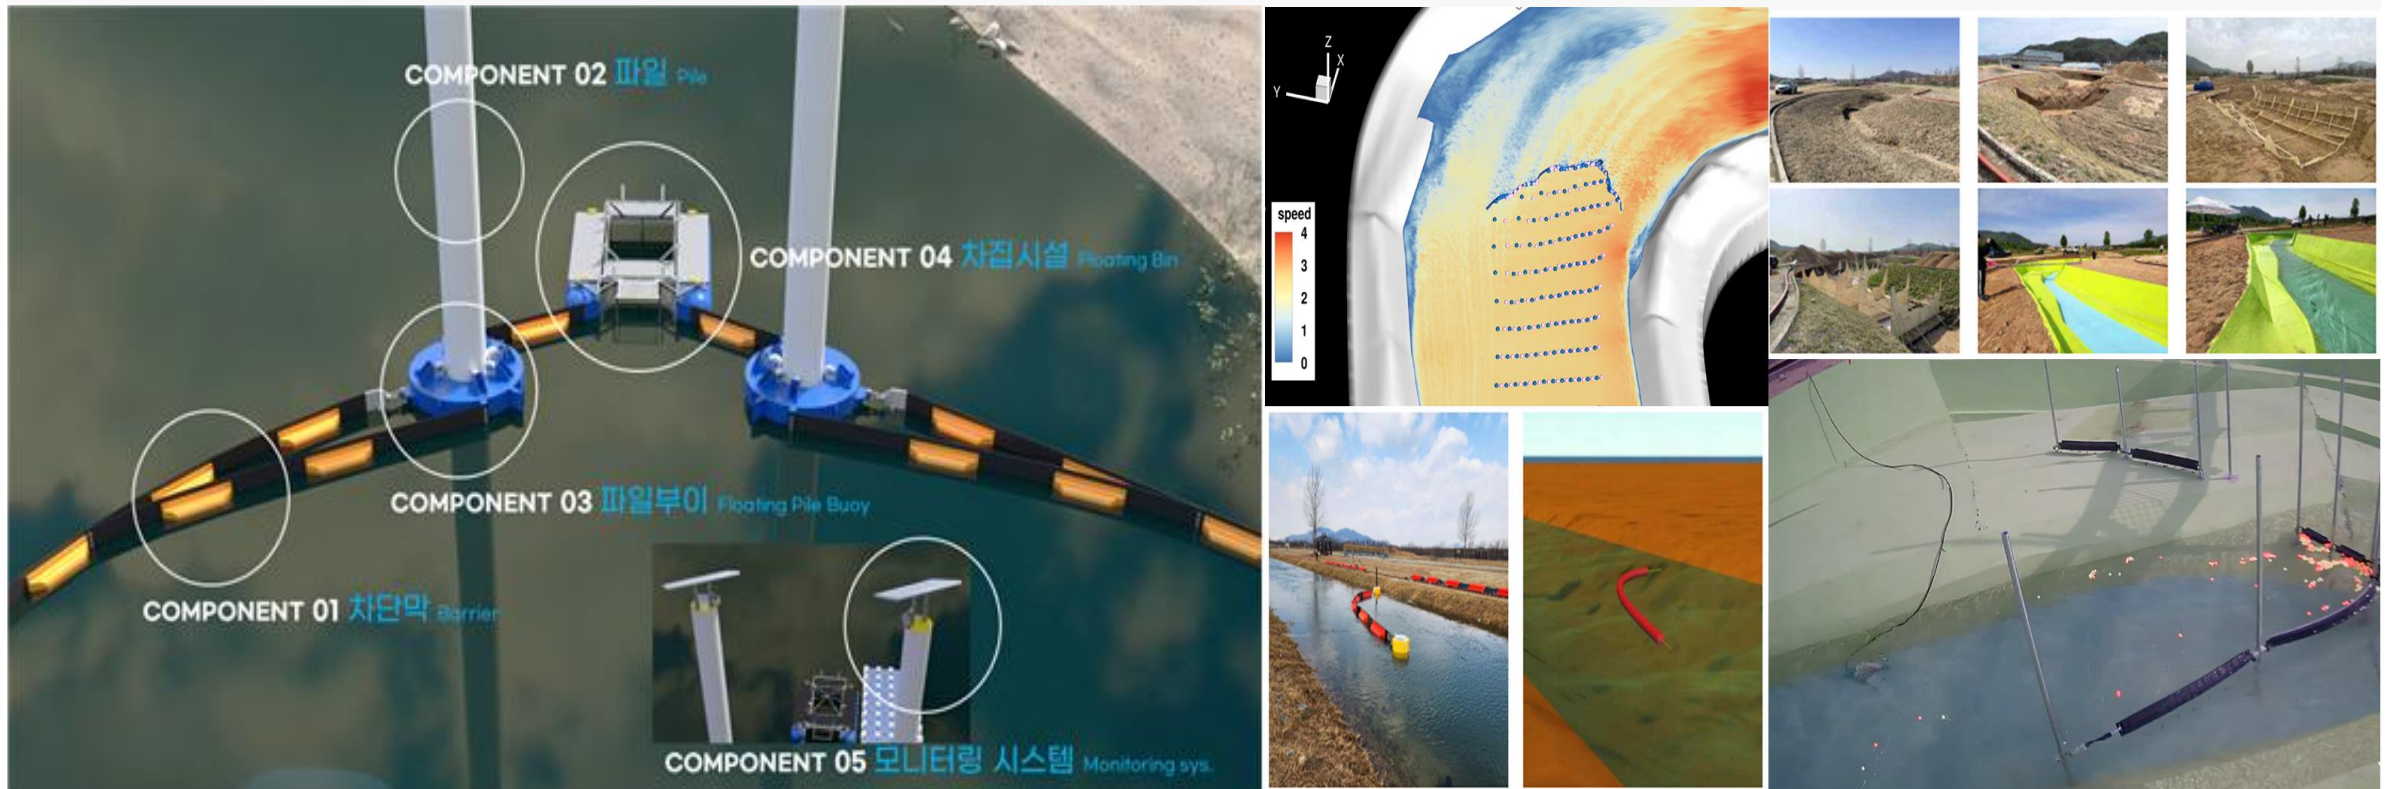 COMPONENT 02 파일 Pile
COMPONENT 04 차집시설 Floating Bin
COMPONENT 03 파일부이 Floating Pile Buoy
COMPONENT 01 차단막 Barrier
COMPONENT 05 모니터링 시스템 Monitoring sys.
Z
X
Y
speed
4
3
2
1
0